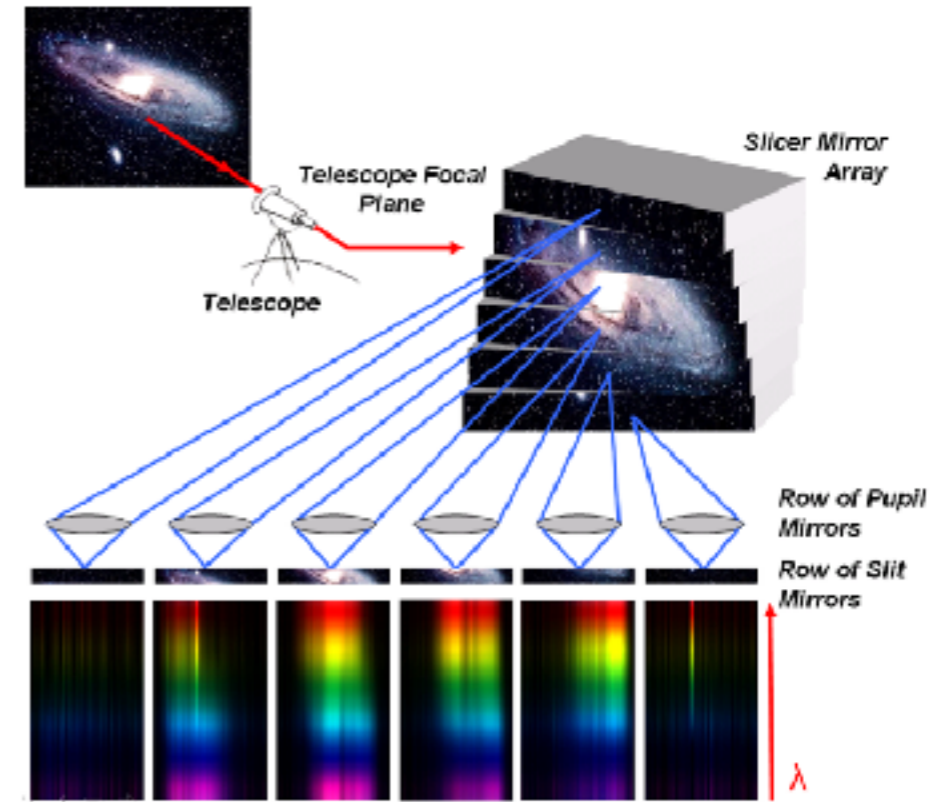 Slicer Mirror
Array
Telescope Focal
Plane
Telescope
Row of Pupil
Mirrors
Row of Slit
Mirrors
λ